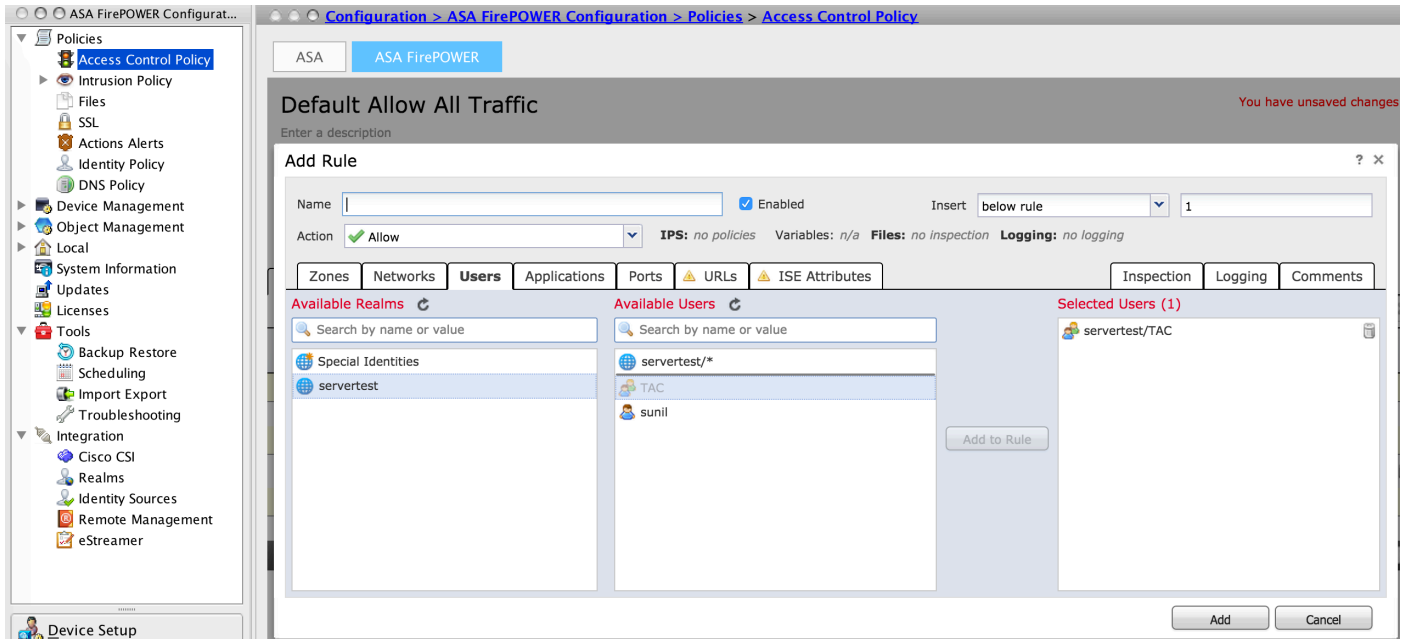 ASA FirePOWER Configurat...
Policies
Access Control Policy
Intrusion Policy
Files
SSL
Actions Alerts
Identity Policy
DNS Policy
Device Management
Object Management
Local
System Information
Updates
Licenses
Tools
Backup Restore
Scheduling
Import Export
Troubleshooting
Integration
Cisco CSI
Realms
Identity Sources
Remote Management
eStreamer
Device Setup
Configuration > ASA FirePOWER Configuration > Policies > Access Control Policy
ASA ASA FirePOWER
Default Allow All Traffic You have unsaved changes
Enter a description
Add Rule ? ×
Name Enabled Insert below rule 1
Action Allow IPS: no policies Variables: n/a Files: no inspection Logging: no logging
Zones Networks Users Applications Ports URLs ISE Attributes Inspection Logging Comments
Available Realms Available Users Selected Users (1)
Search by name or value Search by name or value servertest/TAC
Special Identities servertest/*
servertest TAC
sunil
Add to Rule
Add Cancel